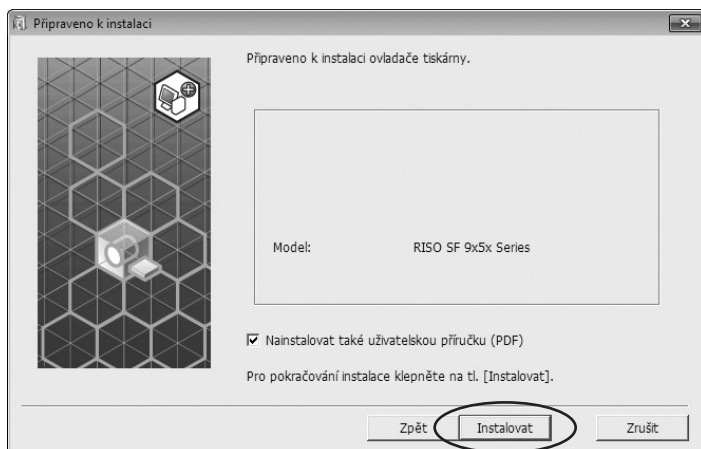 Připraveno k instalaci
Připraveno k instalaci ovladače tiskárny.
Model: RISO SF 9x5x Series
Nainstalovat také uživatelskou příručku (PDF)
Pro pokračování instalace klepněte na tl. [Instalovat].
Zpět Instalovat Zrušit